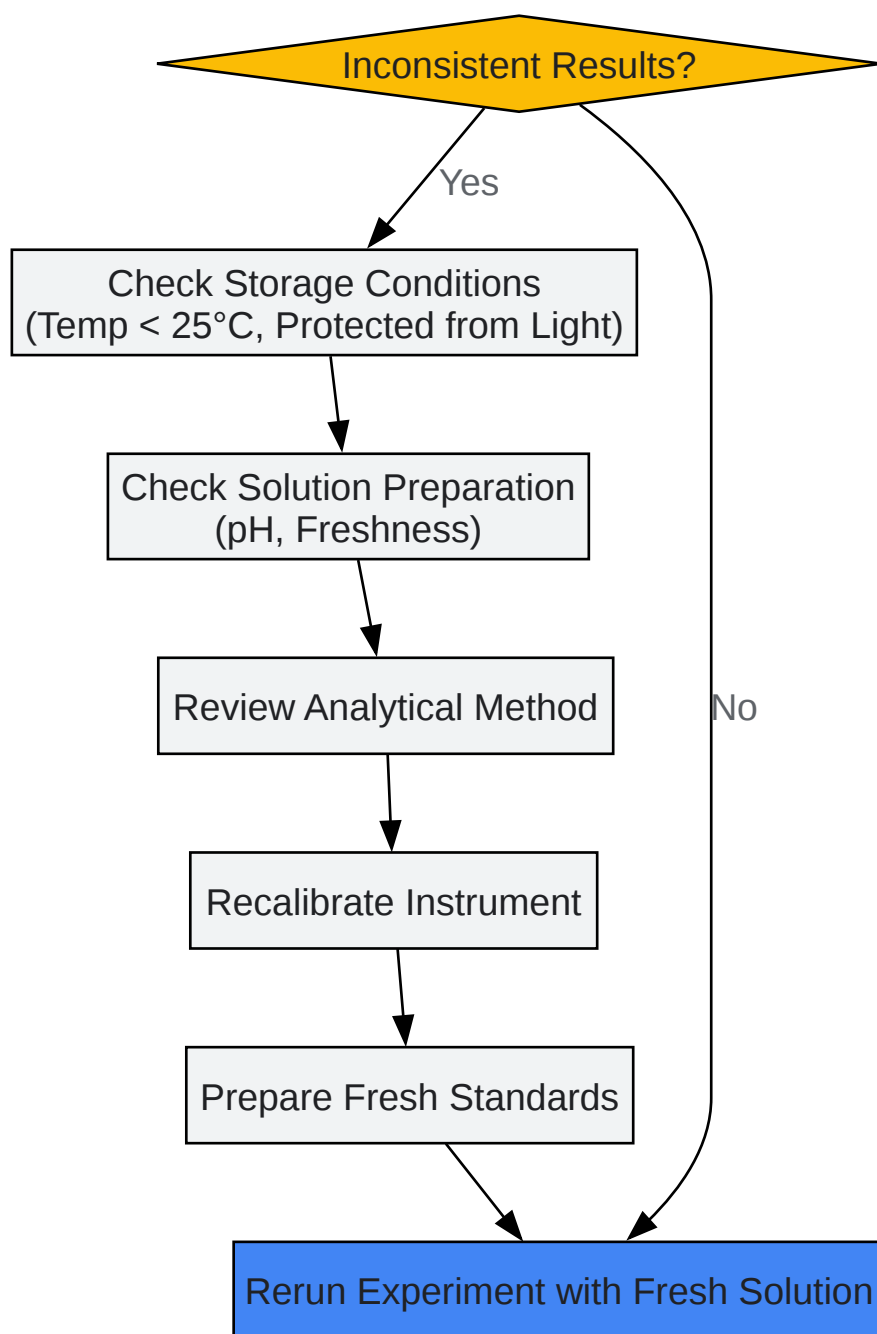 Inconsistent Results?
Yes
Check Storage Conditions
(Temp < 25°C, Protected from Light)
Check Solution Preparation
(pH, Freshness)
Review Analytical Method
No
Recalibrate Instrument
Prepare Fresh Standards
Rerun Experiment with Fresh Solution